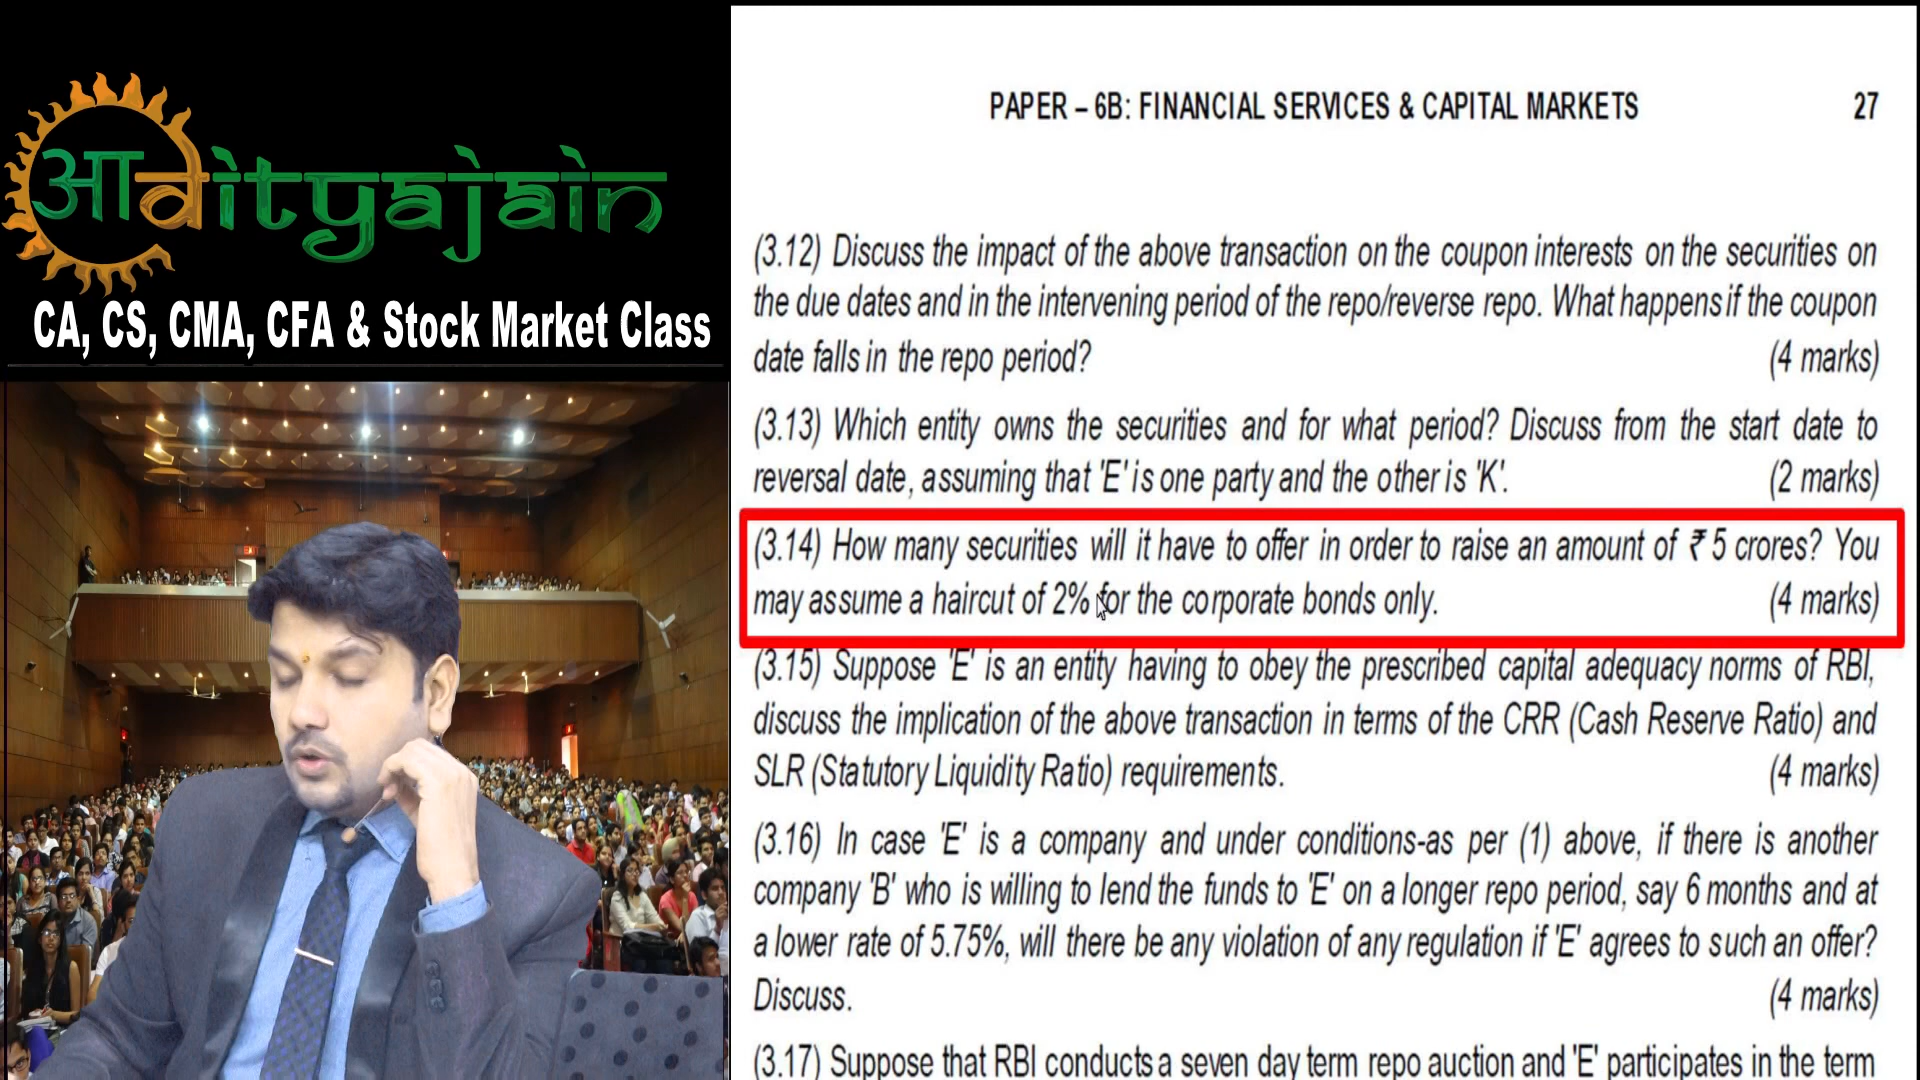 आdityajain
CA, CS, CMA, CFA & Stock Market Class
PAPER – 6B: FINANCIAL SERVICES & CAPITAL MARKETS 27
(3.12) Discuss the impact of the above transaction on the coupon interests on the securities on
the due dates and in the intervening period of the repo/reverse repo. What happens if the coupon
date falls in the repo period? (4 marks)
(3.13) Which entity owns the securities and for what period? Discuss from the start date to
reversal date, assuming that 'E' is one party and the other is 'K'. (2 marks)
(3.14) How many securities will it have to offer in order to raise an amount of ₹ 5 crores? You
may assume a haircut of 2% for the corporate bonds only. (4 marks)
(3.15) Suppose 'E' is an entity having to obey the prescribed capital adequacy norms of RBI,
discuss the implication of the above transaction in terms of the CRR (Cash Reserve Ratio) and
SLR (Statutory Liquidity Ratio) requirements. (4 marks)
(3.16) In case 'E' is a company and under conditions-as per (1) above, if there is another
company 'B' who is willing to lend the funds to 'E' on a longer repo period, say 6 months and at
a lower rate of 5.75%, will there be any violation of any regulation if 'E' agrees to such an offer?
Discuss. (4 marks)
(3.17) Suppose that RBI conducts a seven day term repo auction and 'E' participates in the term